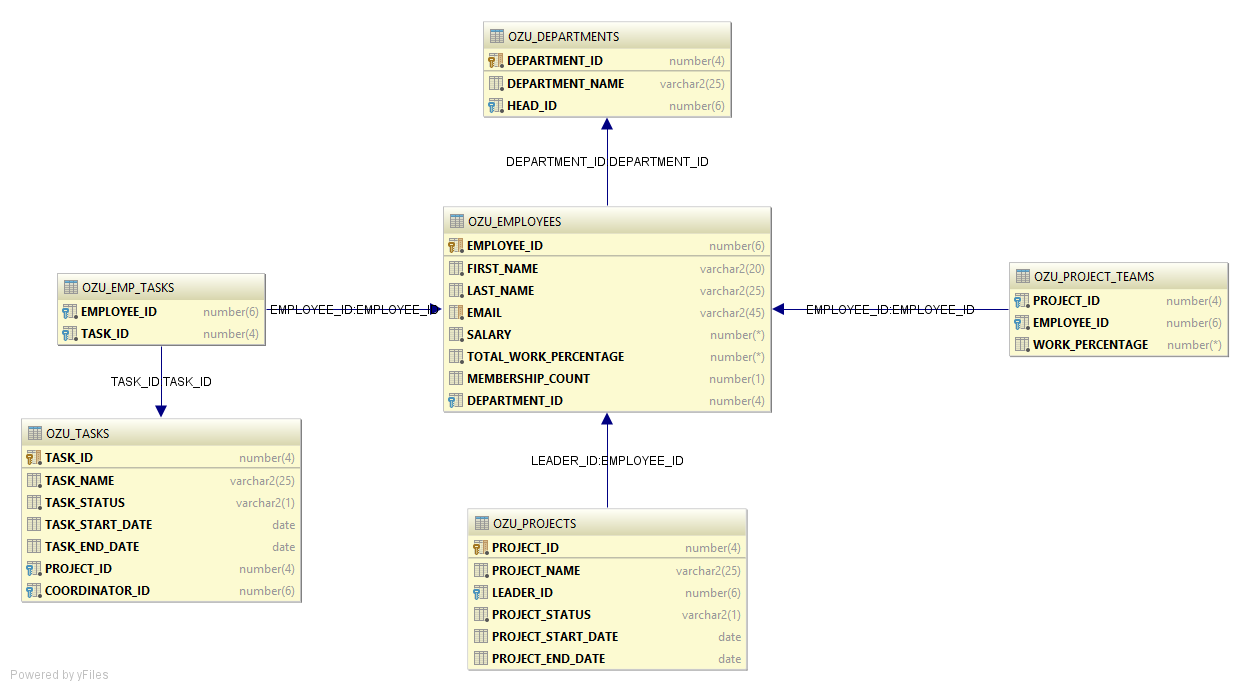 OZU_DEPARTMENTS
DEPARTMENT_ID number(4)
DEPARTMENT_NAME varchar2(25)
HEAD_ID number(6)
DEPARTMENT_ID:DEPARTMENT_ID
OZU_EMPLOYEES
EMPLOYEE_ID number(6)
FIRST_NAME varchar2(20)
LAST_NAME varchar2(25)
EMAIL varchar2(45)
SALARY number(*)
TOTAL_WORK_PERCENTAGE number(*)
MEMBERSHIP_COUNT number(1)
DEPARTMENT_ID number(4)
OZU_EMP_TASKS
EMPLOYEE_ID number(6)
TASK_ID number(4)
EMPLOYEE_ID:EMPLOYEE_ID
OZU_PROJECT_TEAMS
PROJECT_ID number(4)
EMPLOYEE_ID number(6)
WORK_PERCENTAGE number(*)
EMPLOYEE_ID:EMPLOYEE_ID
TASK_ID:TASK_ID
OZU_TASKS
TASK_ID number(4)
TASK_NAME varchar2(25)
TASK_STATUS varchar2(1)
TASK_START_DATE date
TASK_END_DATE date
PROJECT_ID number(4)
COORDINATOR_ID number(6)
LEADER_ID:EMPLOYEE_ID
OZU_PROJECTS
PROJECT_ID number(4)
PROJECT_NAME varchar2(25)
LEADER_ID number(6)
PROJECT_STATUS varchar2(1)
PROJECT_START_DATE date
PROJECT_END_DATE date
Powered by yFiles